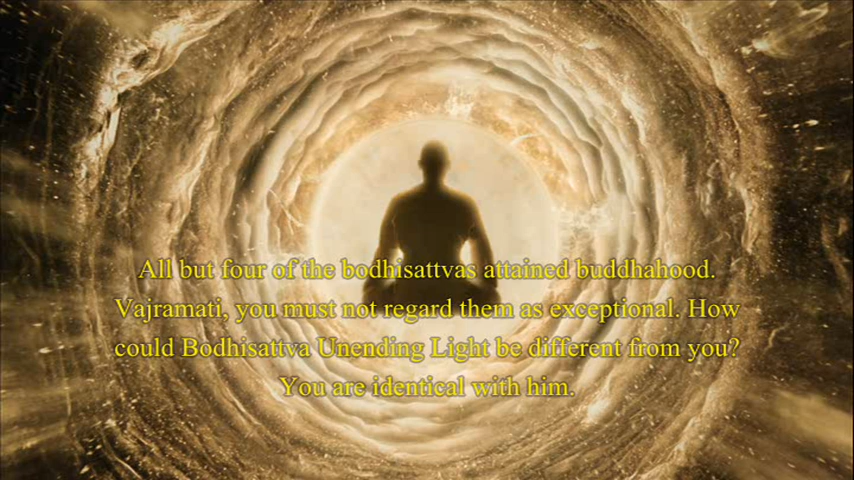 All but four of the bodhisattvas attained buddhahood.
Vajramati, you must not regard them as exceptional. How
could Bodhisattva Unending Light be different from you?
You are identical with him.